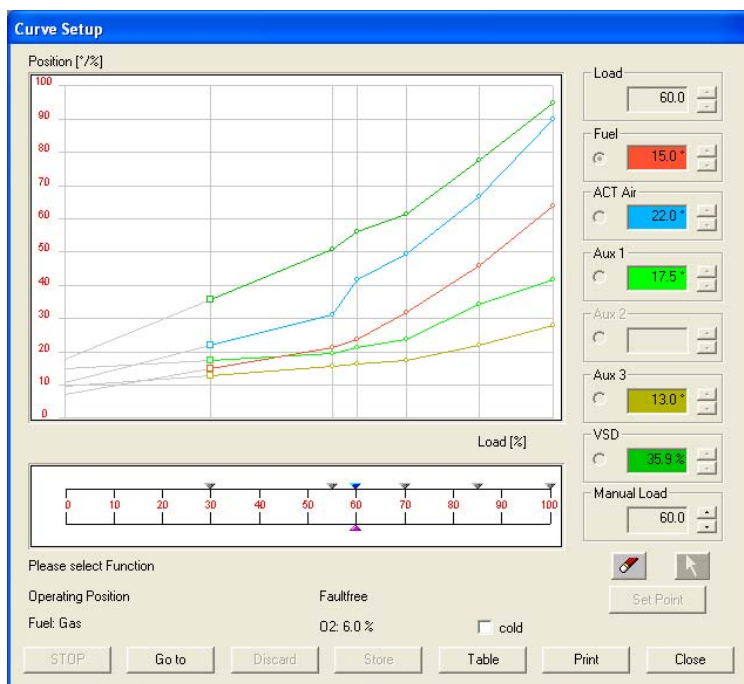 Curve Setup
Position [°/%]
100
90
80
70
60
50
40
30
20
10
0
Load [%]
0 10 20 30 40 50 60 70 80 90 100
Please select Function
Operating Position Faultfree
Fuel: Gas O2: 6.0 % cold
Load
60.0
Fuel
15.0 °
ACT Air
22.0 °
Aux 1
17.5 °
Aux 2
Aux 3
13.0 °
VSD
35.9 %
Manual Load
60.0
Set Point
STOP Go to Discard Store Table Print Close